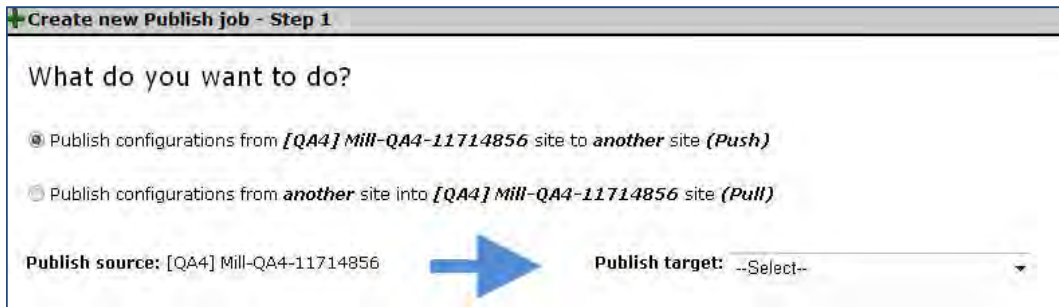 Create new Publish job - Step 1
What do you want to do?
Publish configurations from [QA4] Mill-QA4-11714856 site to another site (Push)
Publish configurations from another site into [QA4] Mill-QA4-11714856 site (Pull)
Publish source: [QA4] Mill-QA4-11714856 Publish target: --Select--